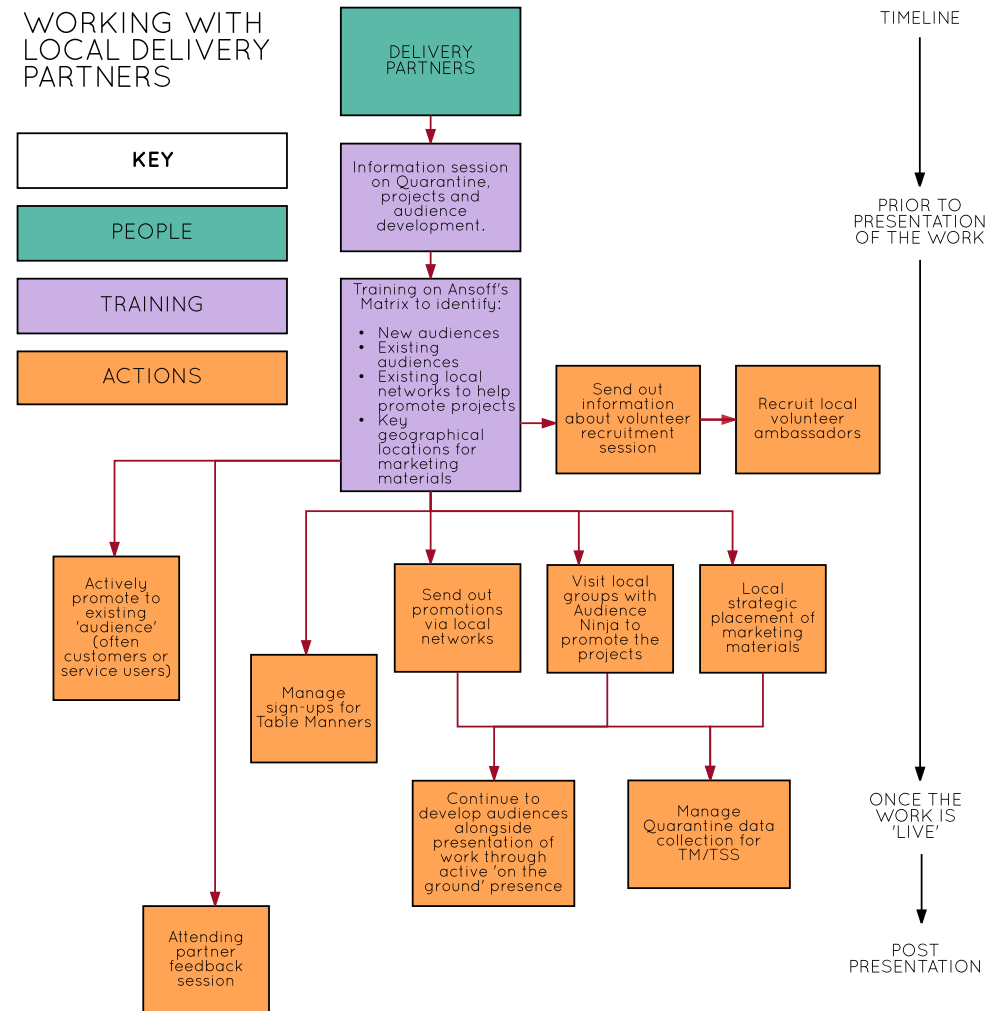 WORKING WITH
LOCAL DELIVERY
PARTNERS
KEY
PEOPLE
TRAINING
ACTIONS
DELIVERY
PARTNERS
Information session
on Quarantine,
projects and
audience
development.
Training on Ansoff's
Matrix to identify:
• New audiences
• Existing
audiences
• Existing local
networks to help
promote projects
• Key
geographical
locations for
marketing
materials
Send out
information
about volunteer
recruitment
session
Recruit local
volunteer
ambassadors
Actively
promote to
existing
'audience'
(often
customers or
service users)
Manage
sign-ups for
Table Manners
Send out
promotions
via local
networks
Visit local
groups with
Audience
Ninja to
promote the
projects
Local
strategic
placement of
marketing
materials
Continue to
develop audiences
alongside
presentation of
work through
active 'on the
ground' presence
Manage
Quarantine data
collection for
TM/TSS
Attending
partner
feedback
session
TIMELINE
PRIOR TO
PRESENTATION
OF THE WORK
ONCE THE
WORK IS
'LIVE'
POST
PRESENTATION